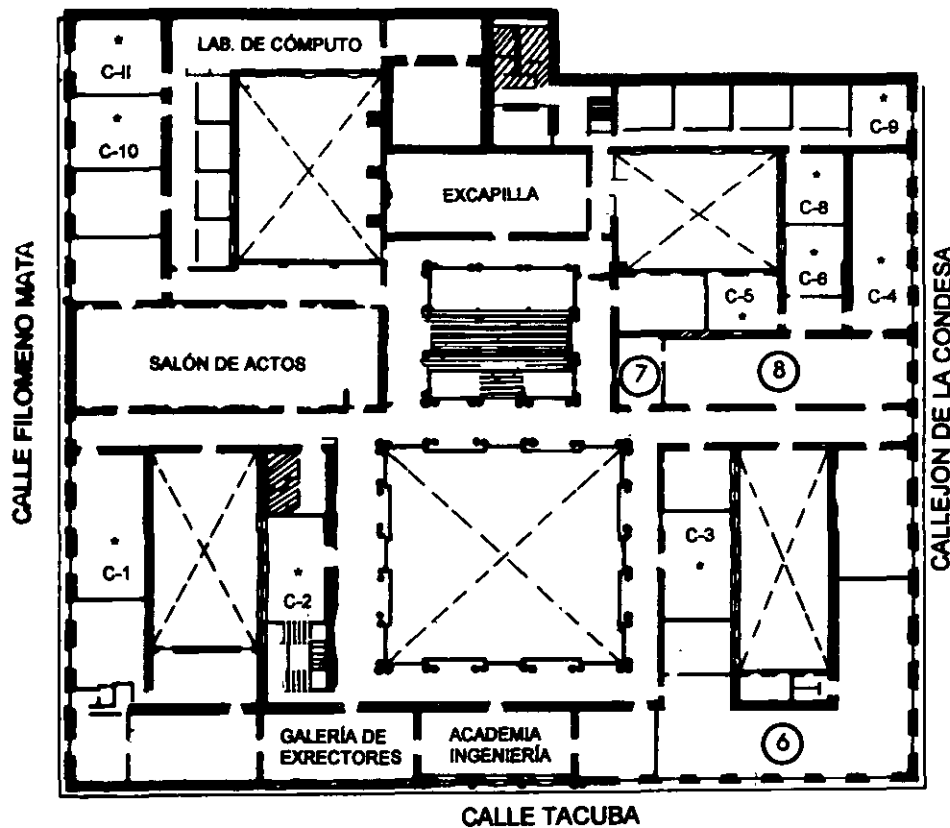 LAB. DE CÓMPUTO
* C-11
* C-10
* C-9
EXCAPILLA
* C-8
* C-6
C-5 *
* C-4
CALLE FILOMENO MATA
SALÓN DE ACTOS
7
8
CALLEJON DE LA CONDESA
* C-1
* C-2
C-3 *
GALERÍA DE
EXRECTORES
ACADEMIA
INGENIERÍA
6
CALLE TACUBA